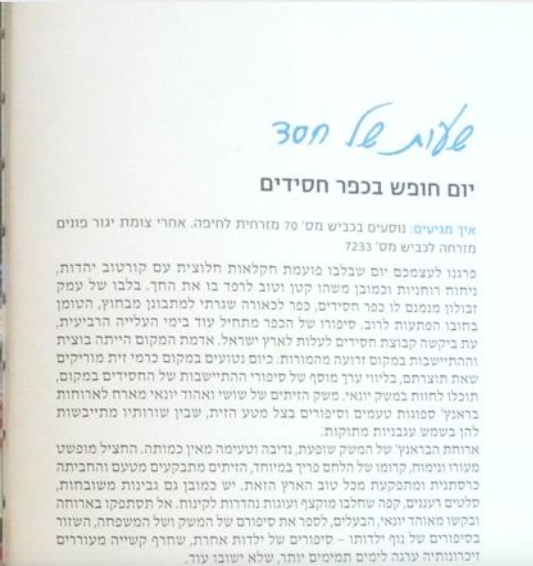 שעות של חסד
יום חופש בכפר חסידים
איך מגיעים: נוסעים בכביש מס' 70 מזרחית לחיפה. אחרי צומת יגור פונים
מזרחה לכביש מס' 7233
פרגנו לעצמכם יום שבלבו פועמת חקלאות חלוצית עם קורטוב יהדות,
ניחוח רוחניות וכמובן משהו קטן וטוב לרפד בו את החך. בלבו של עמק
זבולון מנמנם לו כפר חסידים, כפר לכאורה שגרתי למתבונן מבחוץ, הטומן
בחובו הפתעות לרוב. סיפורו של הכפר מתחיל עוד בימי העלייה הרביעית,
עת ביקשה קבוצת חסידים לעלות לארץ ישראל. אדמת המקום הייתה בוצית
וההתיישבות במקום זרועה מהמורות. כיום נטועים במקום כרמי זית מוריקים
שאת תוצרתם, בליווי ערך מוסף של סיפורי ההתיישבות של החסידים במקום,
תוכלו לחוות במשק יונאי. משק הזיתים של שושי ואהוד יונאי מארח לארוחות
בראנץ' ספוגות טעמים וסיפורים בצל מטע הזית, שבין שורותיו מתייבשות
להן בשמש עגבניות מתוקות.
ארוחת הבראנץ' של המשק שופעת, נדיבה וטעימה מאין כמותה. החציל מופשט
מעורו ונימוח, קרומו של הלחם פריך במיוחד, הזיתים מתבקעים מטעם והחביתה
כרסתנית ומתפקעת מכל טוב הארץ הזאת. יש כמובן גם גבינות משובחות,
סלטים רעננים, קפה שחלבו מוקצף ועוגות נהדרות לקינוח. אל תסתפקו בארוחה
ובקשו מאוהד יונאי, הבעלים, לספר את סיפורם של המשק ושל המשפחה, השזור
בסיפורים של נוף ילדותו – סיפורים של ילדות אחרת, שחרף קשייה מעוררים
זיכרונותיה ערגה לימים תמימים יותר, שלא ישובו עוד.